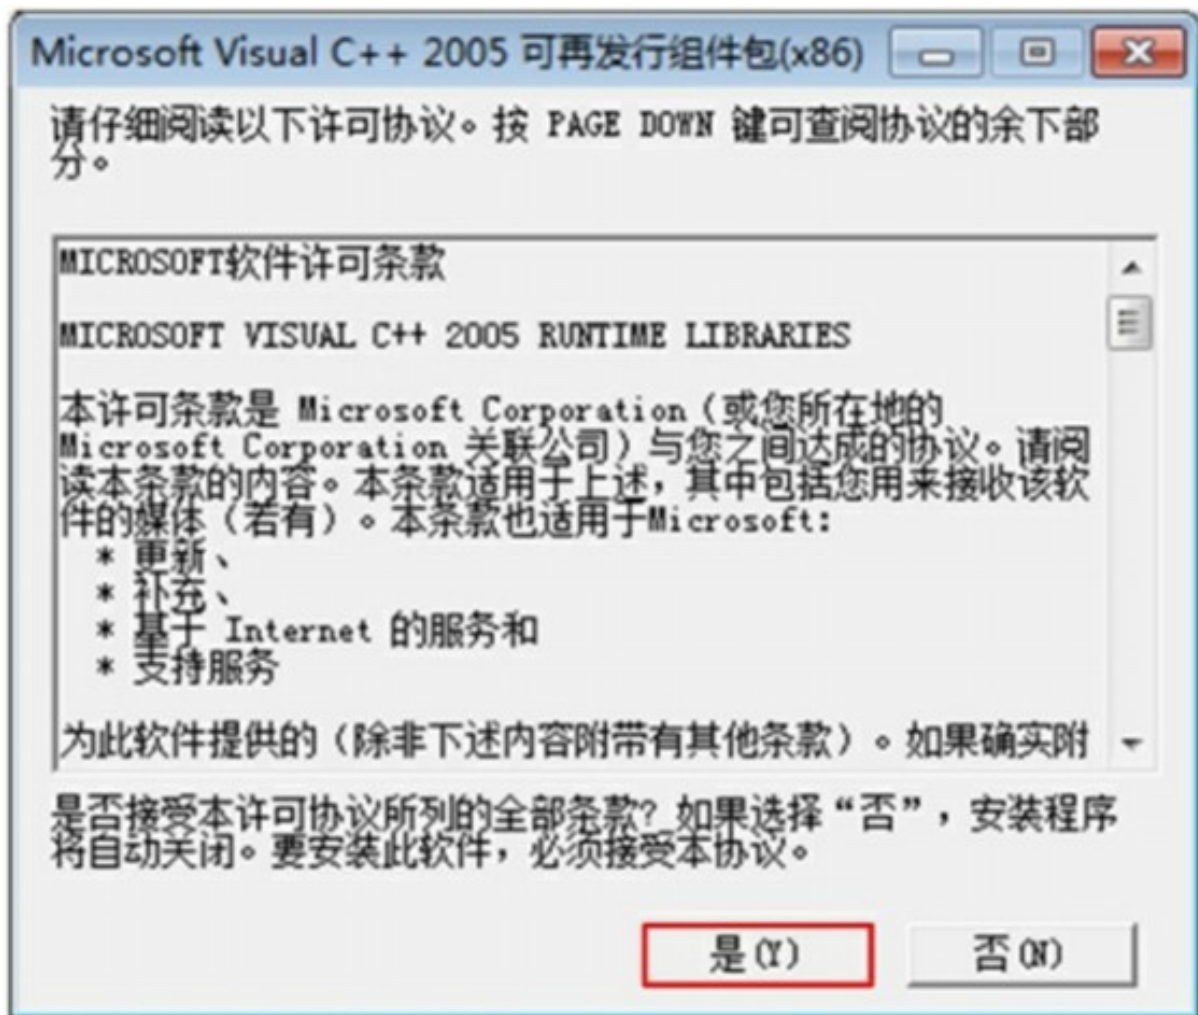 Microsoft Visual C++ 2005 可再发行组件包(x86)
请仔细阅读以下许可协议。按 PAGE DOWN 键可查阅协议的余下部
分。
MICROSOFT软件许可条款
MICROSOFT VISUAL C++ 2005 RUNTIME LIBRARIES
本许可条款是 Microsoft Corporation（或您所在地的
Microsoft Corporation 关联公司）与您之间达成的协议。请阅
读本条款的内容。本条款适用于上述，其中包括您用来接收该软
件的媒体（若有）。本条款也适用于Microsoft:
* 更新、
* 补充、
* 基于 Internet 的服务和
* 支持服务
为此软件提供的（除非下述内容附带有其他条款）。如果确实附
是否接受本许可协议所列的全部条款？如果选择“否”，安装程序
将自动关闭。要安装此软件，必须接受本协议。
是(Y)
否(N)